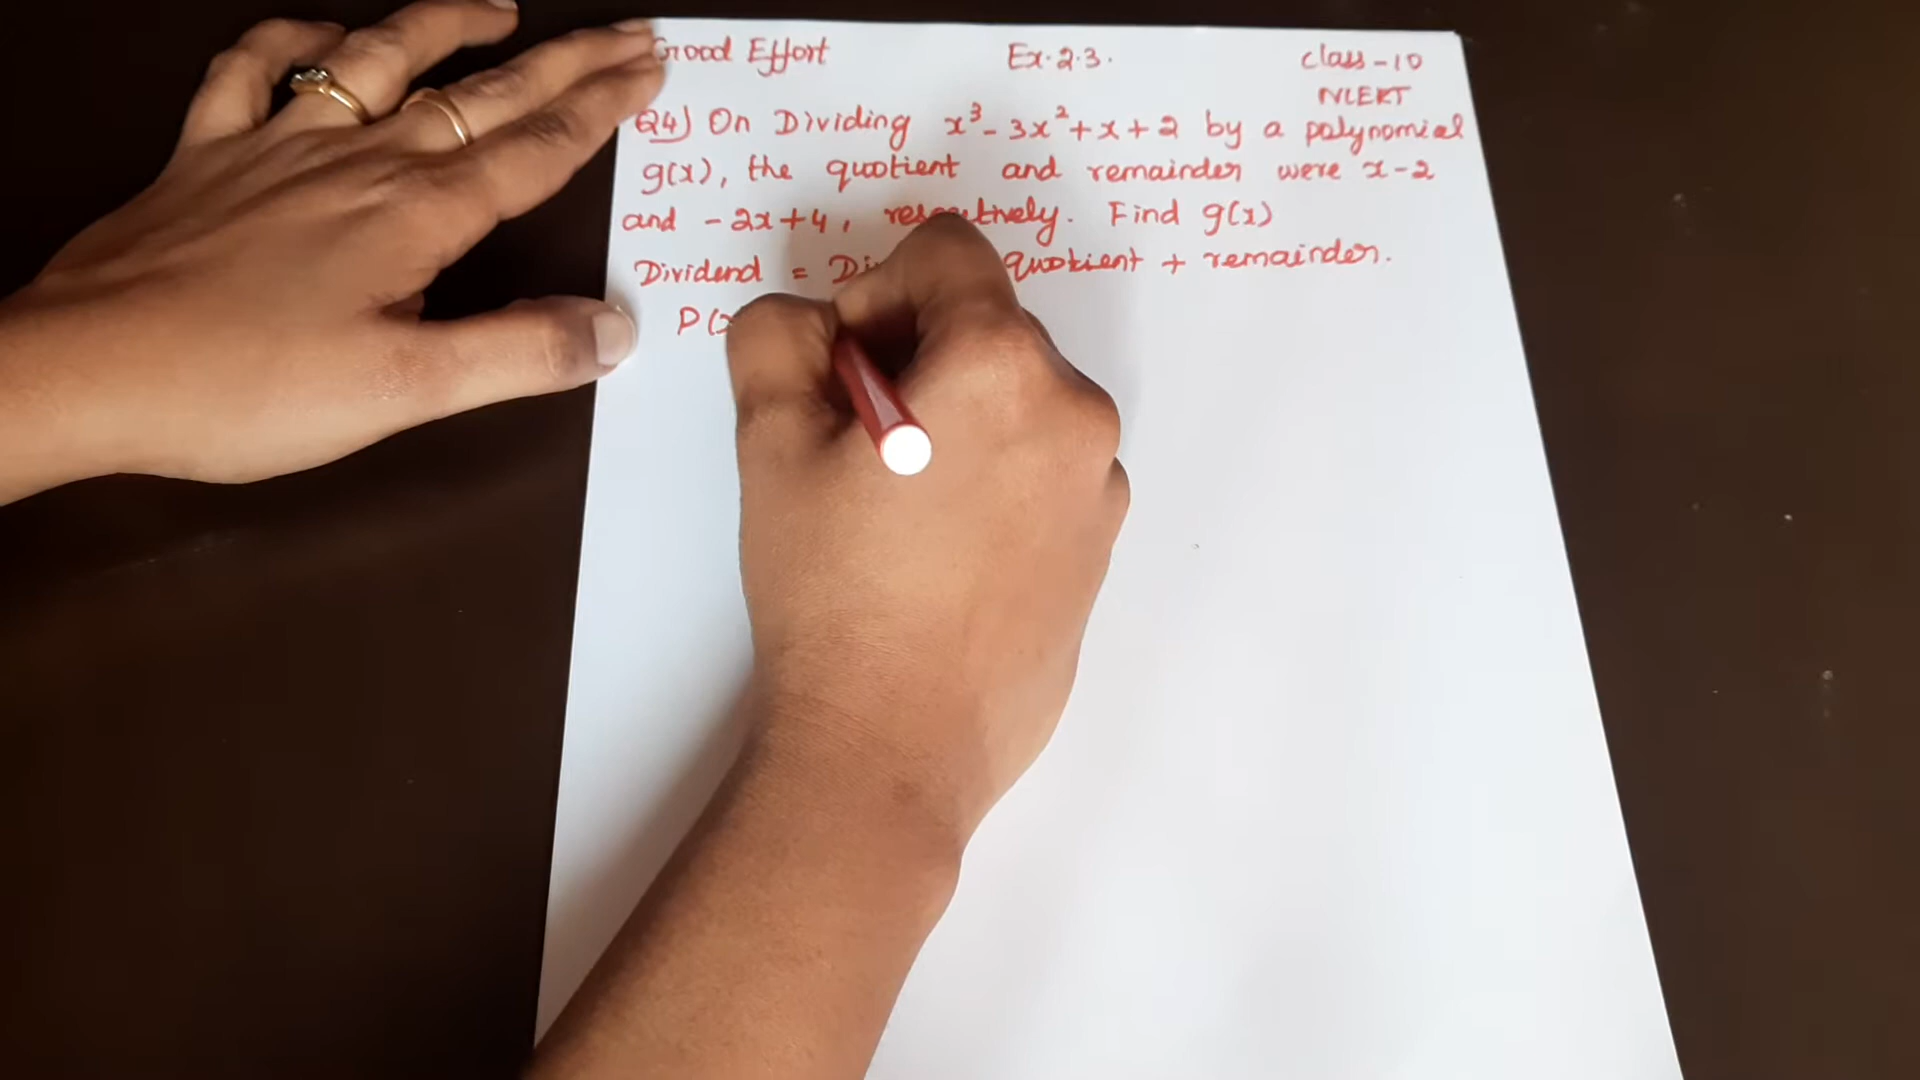 Good Effort Ex. 2.3. Class-10
NCERT
Q4) On Dividing x³ - 3x² + x + 2 by a polynomial
g(x), the quotient and remainder were x - 2
and - 2x + 4, respectively. Find g(x)
Dividend = quotient + remainder.
P(x